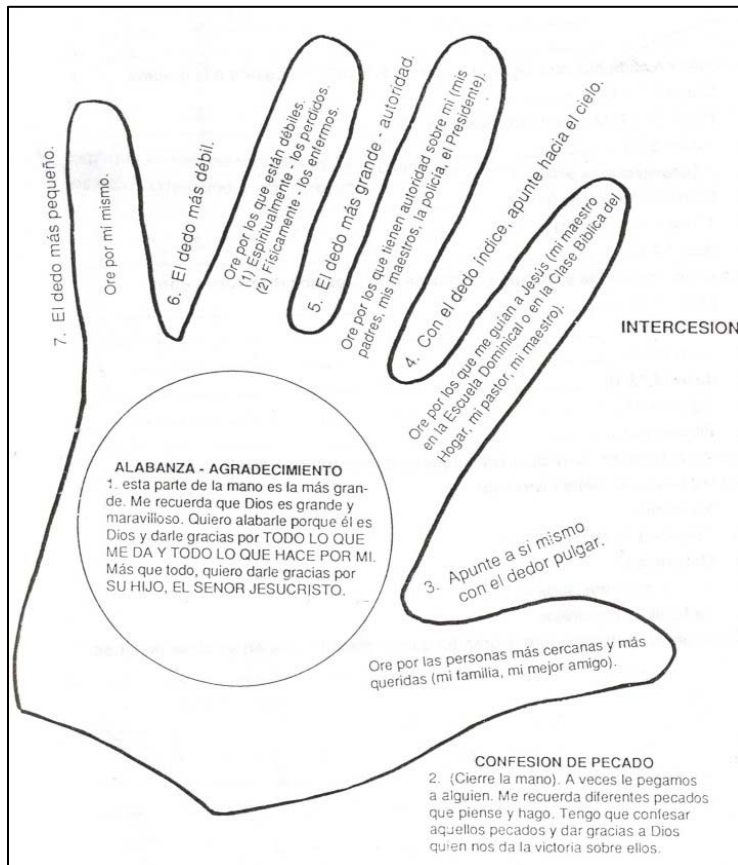 ALABANZA - AGRADECIMIENTO
1. esta parte de la mano es la más gran-
de. Me recuerda que Dios es grande y
maravilloso. Quiero alabarle porque él es
Dios y darle gracias por TODO LO QUE
ME DA Y TODO LO QUE HACE POR MI.
Más que todo, quiero darle gracias por
SU HIJO, EL SENOR JESUCRISTO.
CONFESION DE PECADO
2. (Cierre la mano). A veces le pegamos
a alguien. Me recuerda diferentes pecados
que piense y hago. Tengo que confesar
aquellos pecados y dar gracias a Dios
quien nos da la victoria sobre ellos.
INTERCESION
3. Apunte a si mismo
con el dedor pulgar.
Ore por las personas más cercanas y más
queridas (mi familia, mi mejor amigo).
4. Con el dedo índice, apunte hacia el cielo.
Ore por los que me guían a Jesús (mi maestro
en la Escuela Dominical o en la Clase Bíblica del
Hogar, mi pastor, mi maestro).
5. El dedo más grande - autoridad.
Ore por los que tienen autoridad sobre mí (mis
padres, mis maestros, la policía, el Presidente).
6. El dedo más débil.
Ore por los que están débiles.
(1) Espiritualmente - los perdidos.
(2) Físicamente - los enfermos.
7. El dedo más pequeño.
Ore por mí mismo.